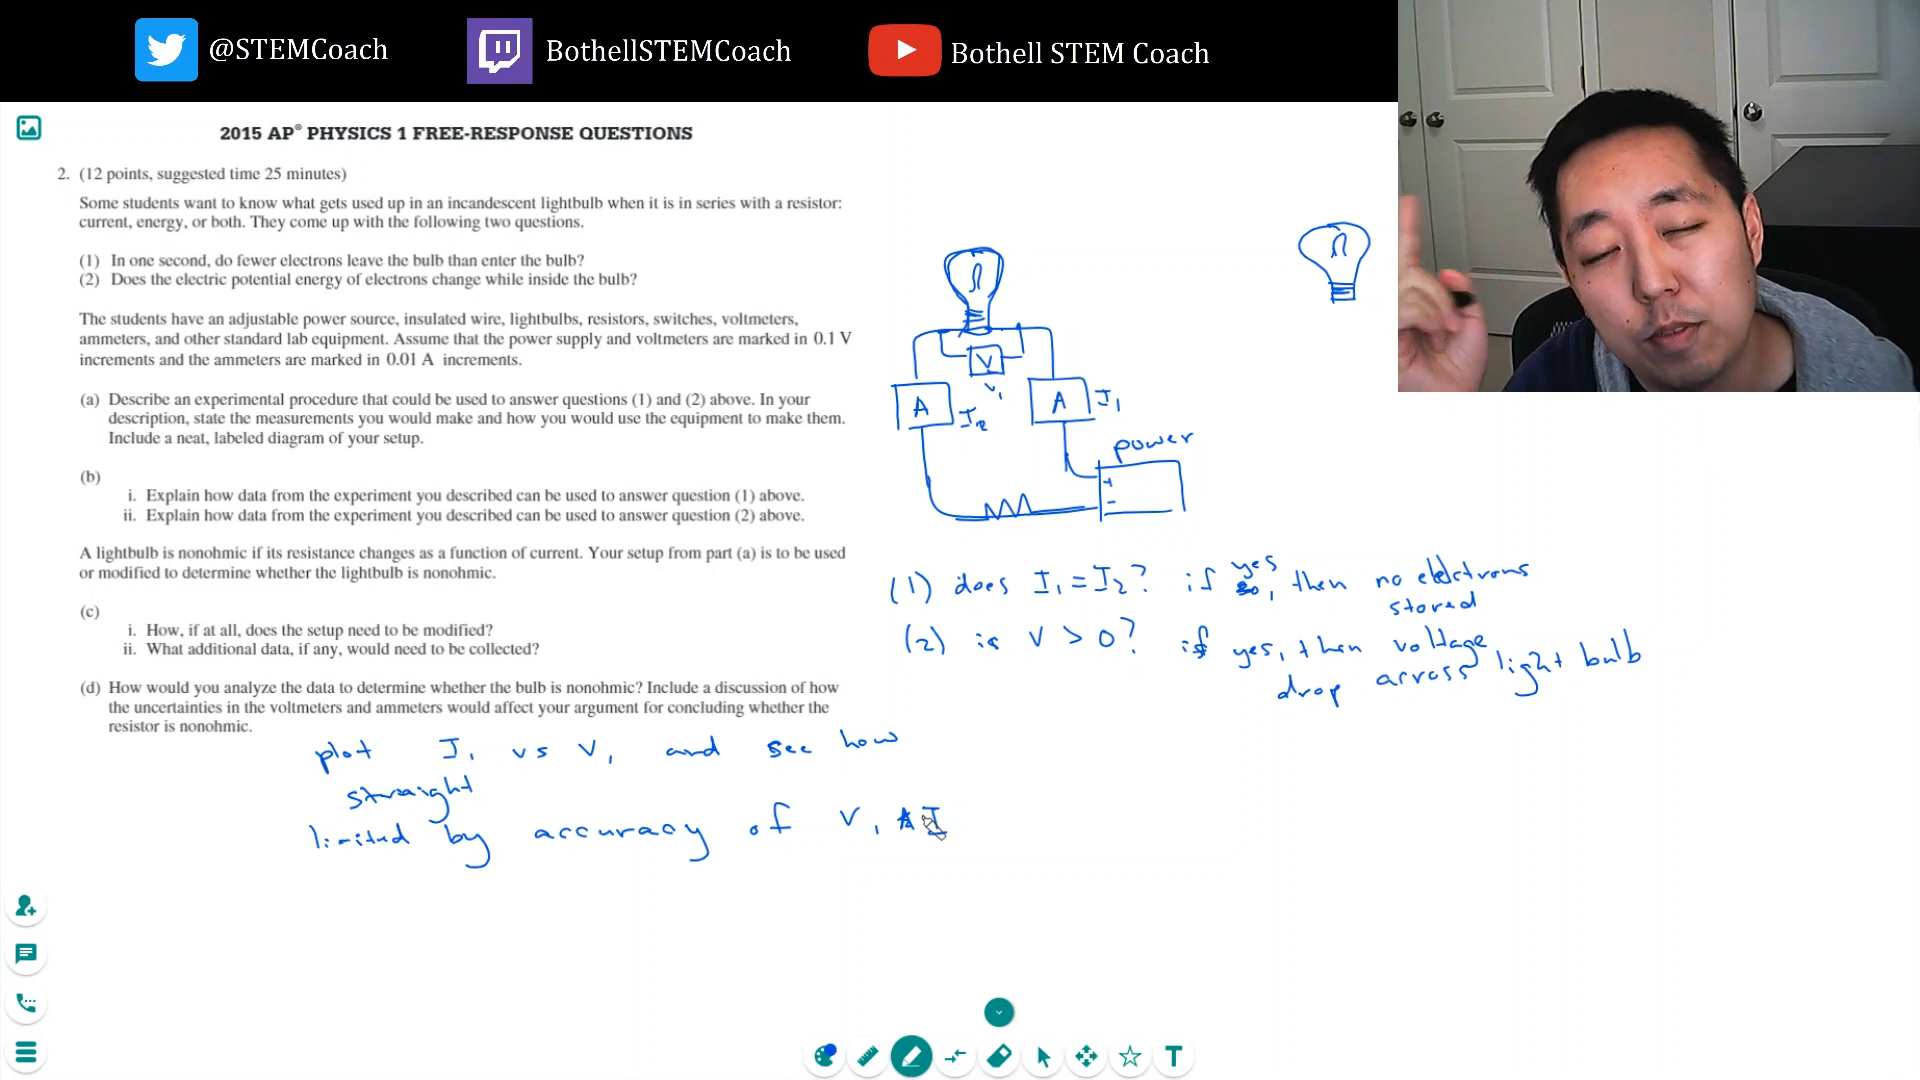 @STEMCoach
BothellSTEMCoach
Bothell STEM Coach
2015 AP® PHYSICS 1 FREE-RESPONSE QUESTIONS
2. (12 points, suggested time 25 minutes)
Some students want to know what gets used up in an incandescent lightbulb when it is in series with a resistor:
current, energy, or both. They come up with the following two questions.
(1) In one second, do fewer electrons leave the bulb than enter the bulb?
(2) Does the electric potential energy of electrons change while inside the bulb?
The students have an adjustable power source, insulated wire, lightbulbs, resistors, switches, voltmeters,
ammeters, and other standard lab equipment. Assume that the power supply and voltmeters are marked in 0.1 V
increments and the ammeters are marked in 0.01 A increments.
(a) Describe an experimental procedure that could be used to answer questions (1) and (2) above. In your
description, state the measurements you would make and how you would use the equipment to make them.
Include a neat, labeled diagram of your setup.
(b)
i. Explain how data from the experiment you described can be used to answer question (1) above.
ii. Explain how data from the experiment you described can be used to answer question (2) above.
A lightbulb is nonohmic if its resistance changes as a function of current. Your setup from part (a) is to be used
or modified to determine whether the lightbulb is nonohmic.
(c)
i. How, if at all, does the setup need to be modified?
ii. What additional data, if any, would need to be collected?
(d) How would you analyze the data to determine whether the bulb is nonohmic? Include a discussion of how
the uncertainties in the voltmeters and ammeters would affect your argument for concluding whether the
resistor is nonohmic.
plot I₁ vs V₁ and see how
straight
limited by accuracy of V, A I
V
V₁
A I₂
A I₁
power
+
-
(1) does I₁ = I₂? if yes, then no electrons
stored
(2) is V > 0? if yes, then voltage
drop across light bulb
T